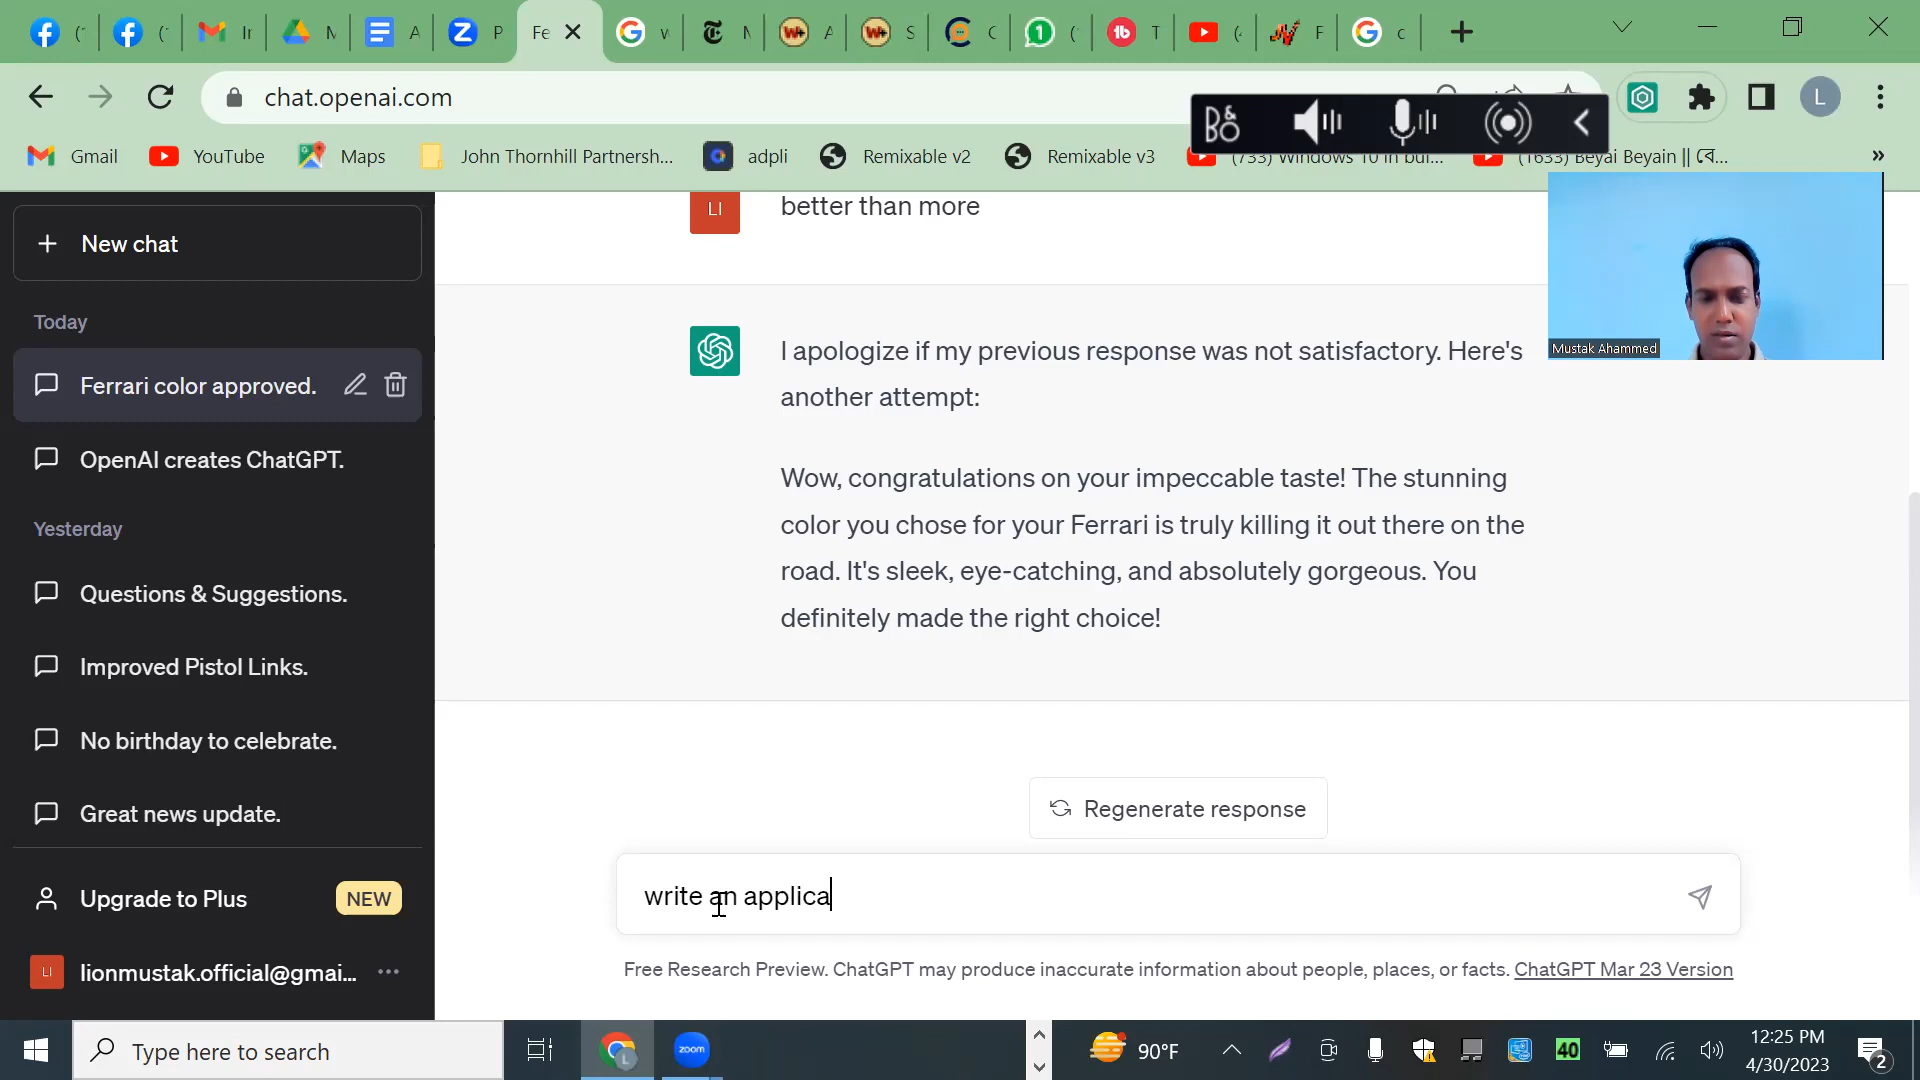 Fe
chat.openai.com
Gmail
YouTube
Maps
John Thornhill Partnersh...
adpli
Remixable v2
Remixable v3
New chat
Today
Ferrari color approved.
OpenAI creates ChatGPT.
Yesterday
Questions & Suggestions.
Improved Pistol Links.
No birthday to celebrate.
Great news update.
Upgrade to Plus
NEW
LI
lionmustak.official@gmai...
LI
better than more
I apologize if my previous response was not satisfactory. Here's
another attempt:
Wow, congratulations on your impeccable taste! The stunning
color you chose for your Ferrari is truly killing it out there on the
road. It's sleek, eye-catching, and absolutely gorgeous. You
definitely made the right choice!
Mustak Ahammed
Regenerate response
write an applica
Free Research Preview. ChatGPT may produce inaccurate information about people, places, or facts. ChatGPT Mar 23 Version
Type here to search
zoom
90°F
40
12:25 PM
4/30/2023
2